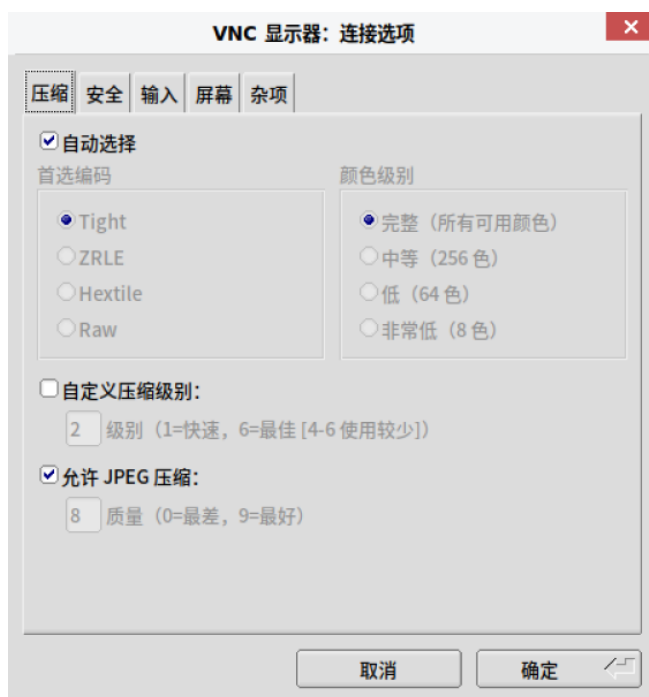 VNC 显示器：连接选项
压缩 安全 输入 屏幕 杂项
自动选择
首选编码 颜色级别
Tight 完整（所有可用颜色）
ZRLE 中等（256 色）
Hextile 低（64 色）
Raw 非常低（8 色）
自定义压缩级别：
2 级别（1=快速，6=最佳 [4-6 使用较少]）
允许 JPEG 压缩：
8 质量（0=最差，9=最好）
取消 确定